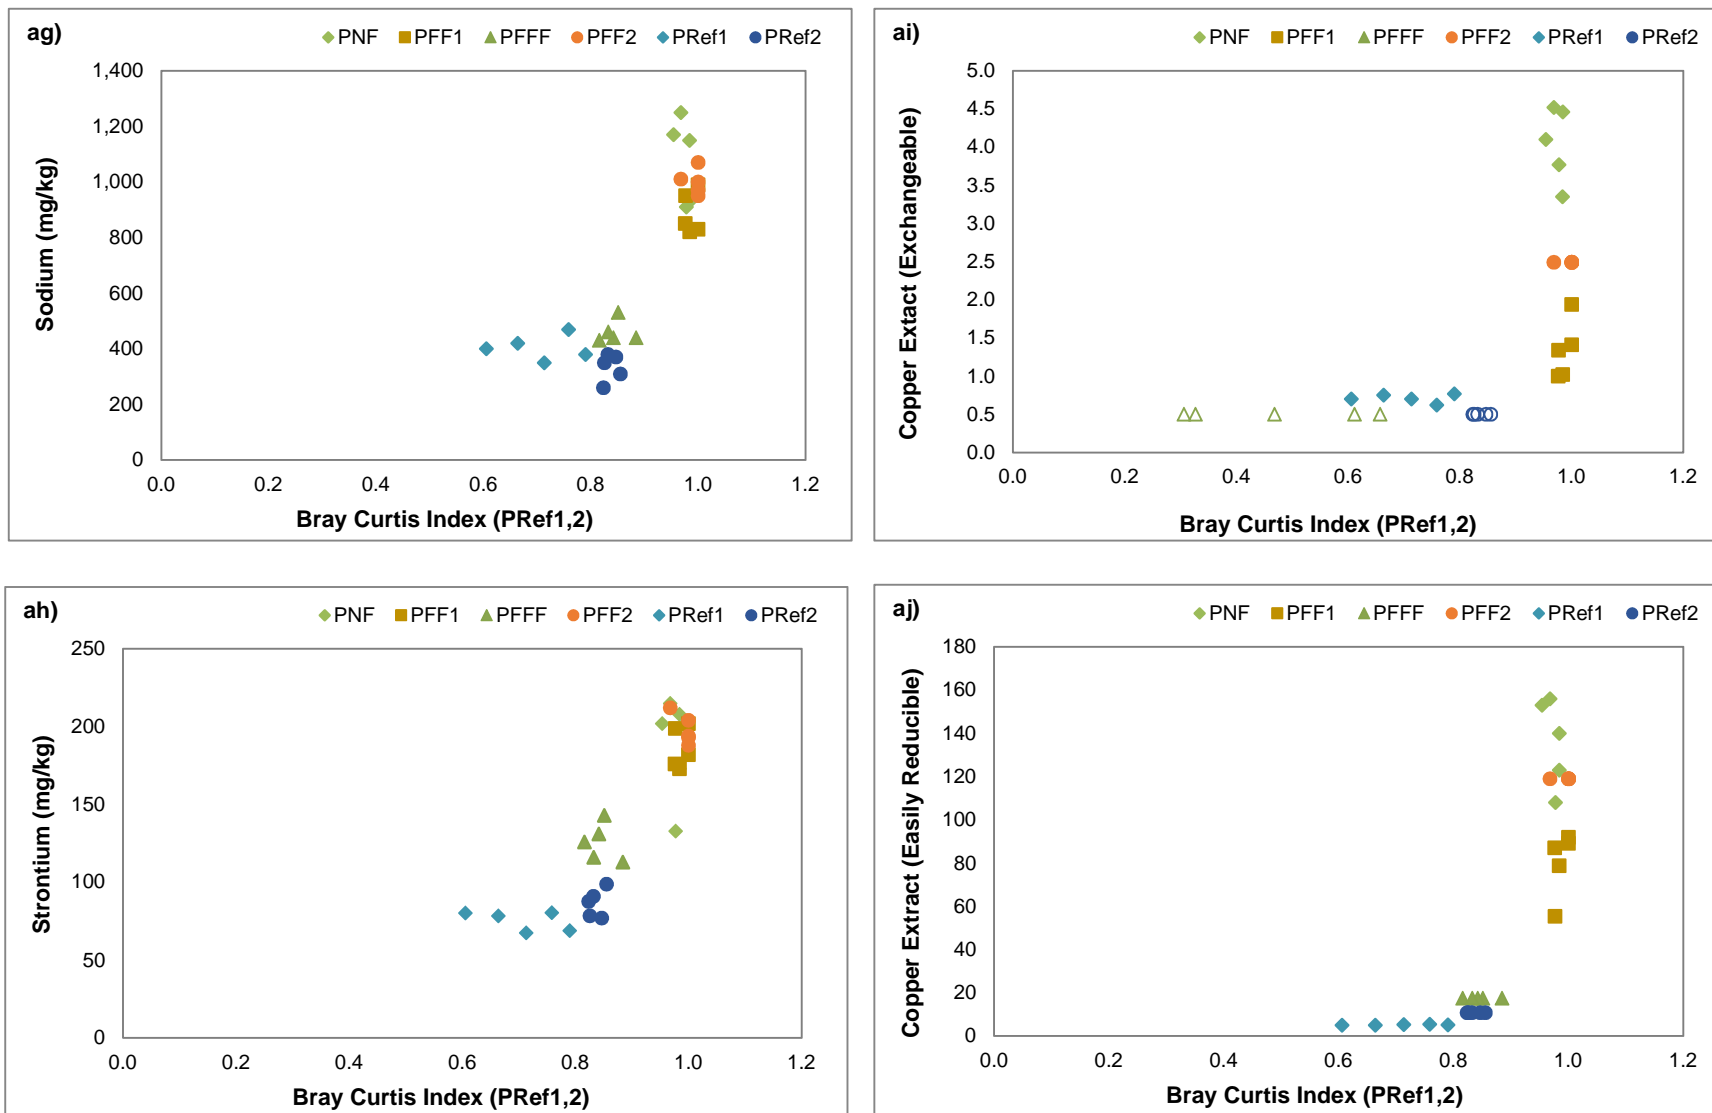 ag)
PNF PFF1 PFFF PFF2 PRef1 PRef2
1,400
1,200
1,000
800
600
400
200
0
Sodium (mg/kg)
0.0 0.2 0.4 0.6 0.8 1.0 1.2
Bray Curtis Index (PRef1,2)
ai)
PNF PFF1 PFFF PFF2 PRef1 PRef2
5.0
4.5
4.0
3.5
3.0
2.5
2.0
1.5
1.0
0.5
0.0
Copper Extact (Exchangeable)
0.0 0.2 0.4 0.6 0.8 1.0 1.2
Bray Curtis Index (PRef1,2)
ah)
PNF PFF1 PFFF PFF2 PRef1 PRef2
250
200
150
100
50
0
Strontium (mg/kg)
0.0 0.2 0.4 0.6 0.8 1.0 1.2
Bray Curtis Index (PRef1,2)
aj)
PNF PFF1 PFFF PFF2 PRef1 PRef2
180
160
140
120
100
80
60
40
20
0
Copper Extract (Easily Reducible)
0.0 0.2 0.4 0.6 0.8 1.0 1.2
Bray Curtis Index (PRef1,2)